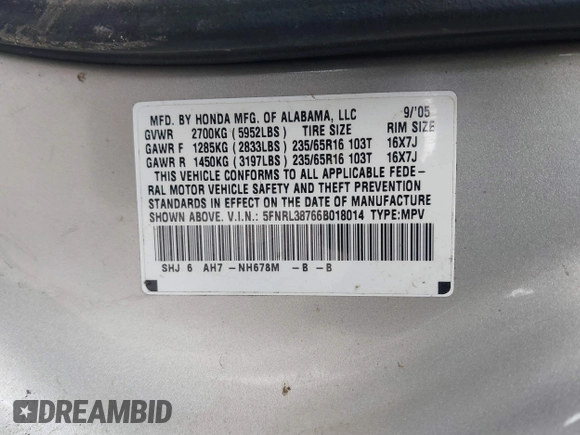 MFD. BY HONDA MFG. OF ALABAMA, LLC 9/'05
GVWR 2700KG (5952LBS) TIRE SIZE RIM SIZE
GAWR F 1285KG (2833LBS) 235/65R16 103T 16X7J
GAWR R 1450KG (3197LBS) 235/65R16 103T 16X7J
THIS VEHICLE CONFORMS TO ALL APPLICABLE FEDE-
RAL MOTOR VEHICLE SAFETY AND THEFT PREVENTION
STANDARDS IN EFFECT ON THE DATE OF MANUFACTURE
SHOWN ABOVE. V.I.N.: 5FNRL38766B018014 TYPE:MPV
SHJ 6 AH7 -NH678M -B -B
DREAMBID